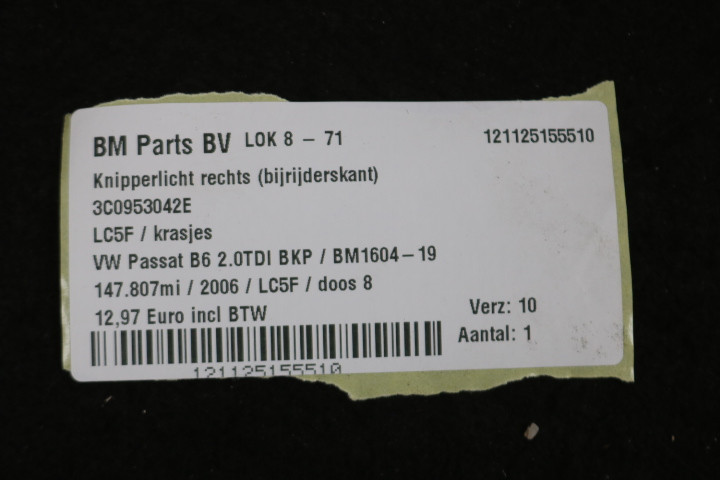 BM Parts BV LOK 8 – 71 121125155510
Knipperlicht rechts (bijrijderskant)
3C0953042E
LC5F / krasjes
VW Passat B6 2.0TDI BKP / BM1604–19
147.807mi / 2006 / LC5F / doos 8
12,97 Euro incl BTW
Verz: 10
Aantal: 1
121125155510